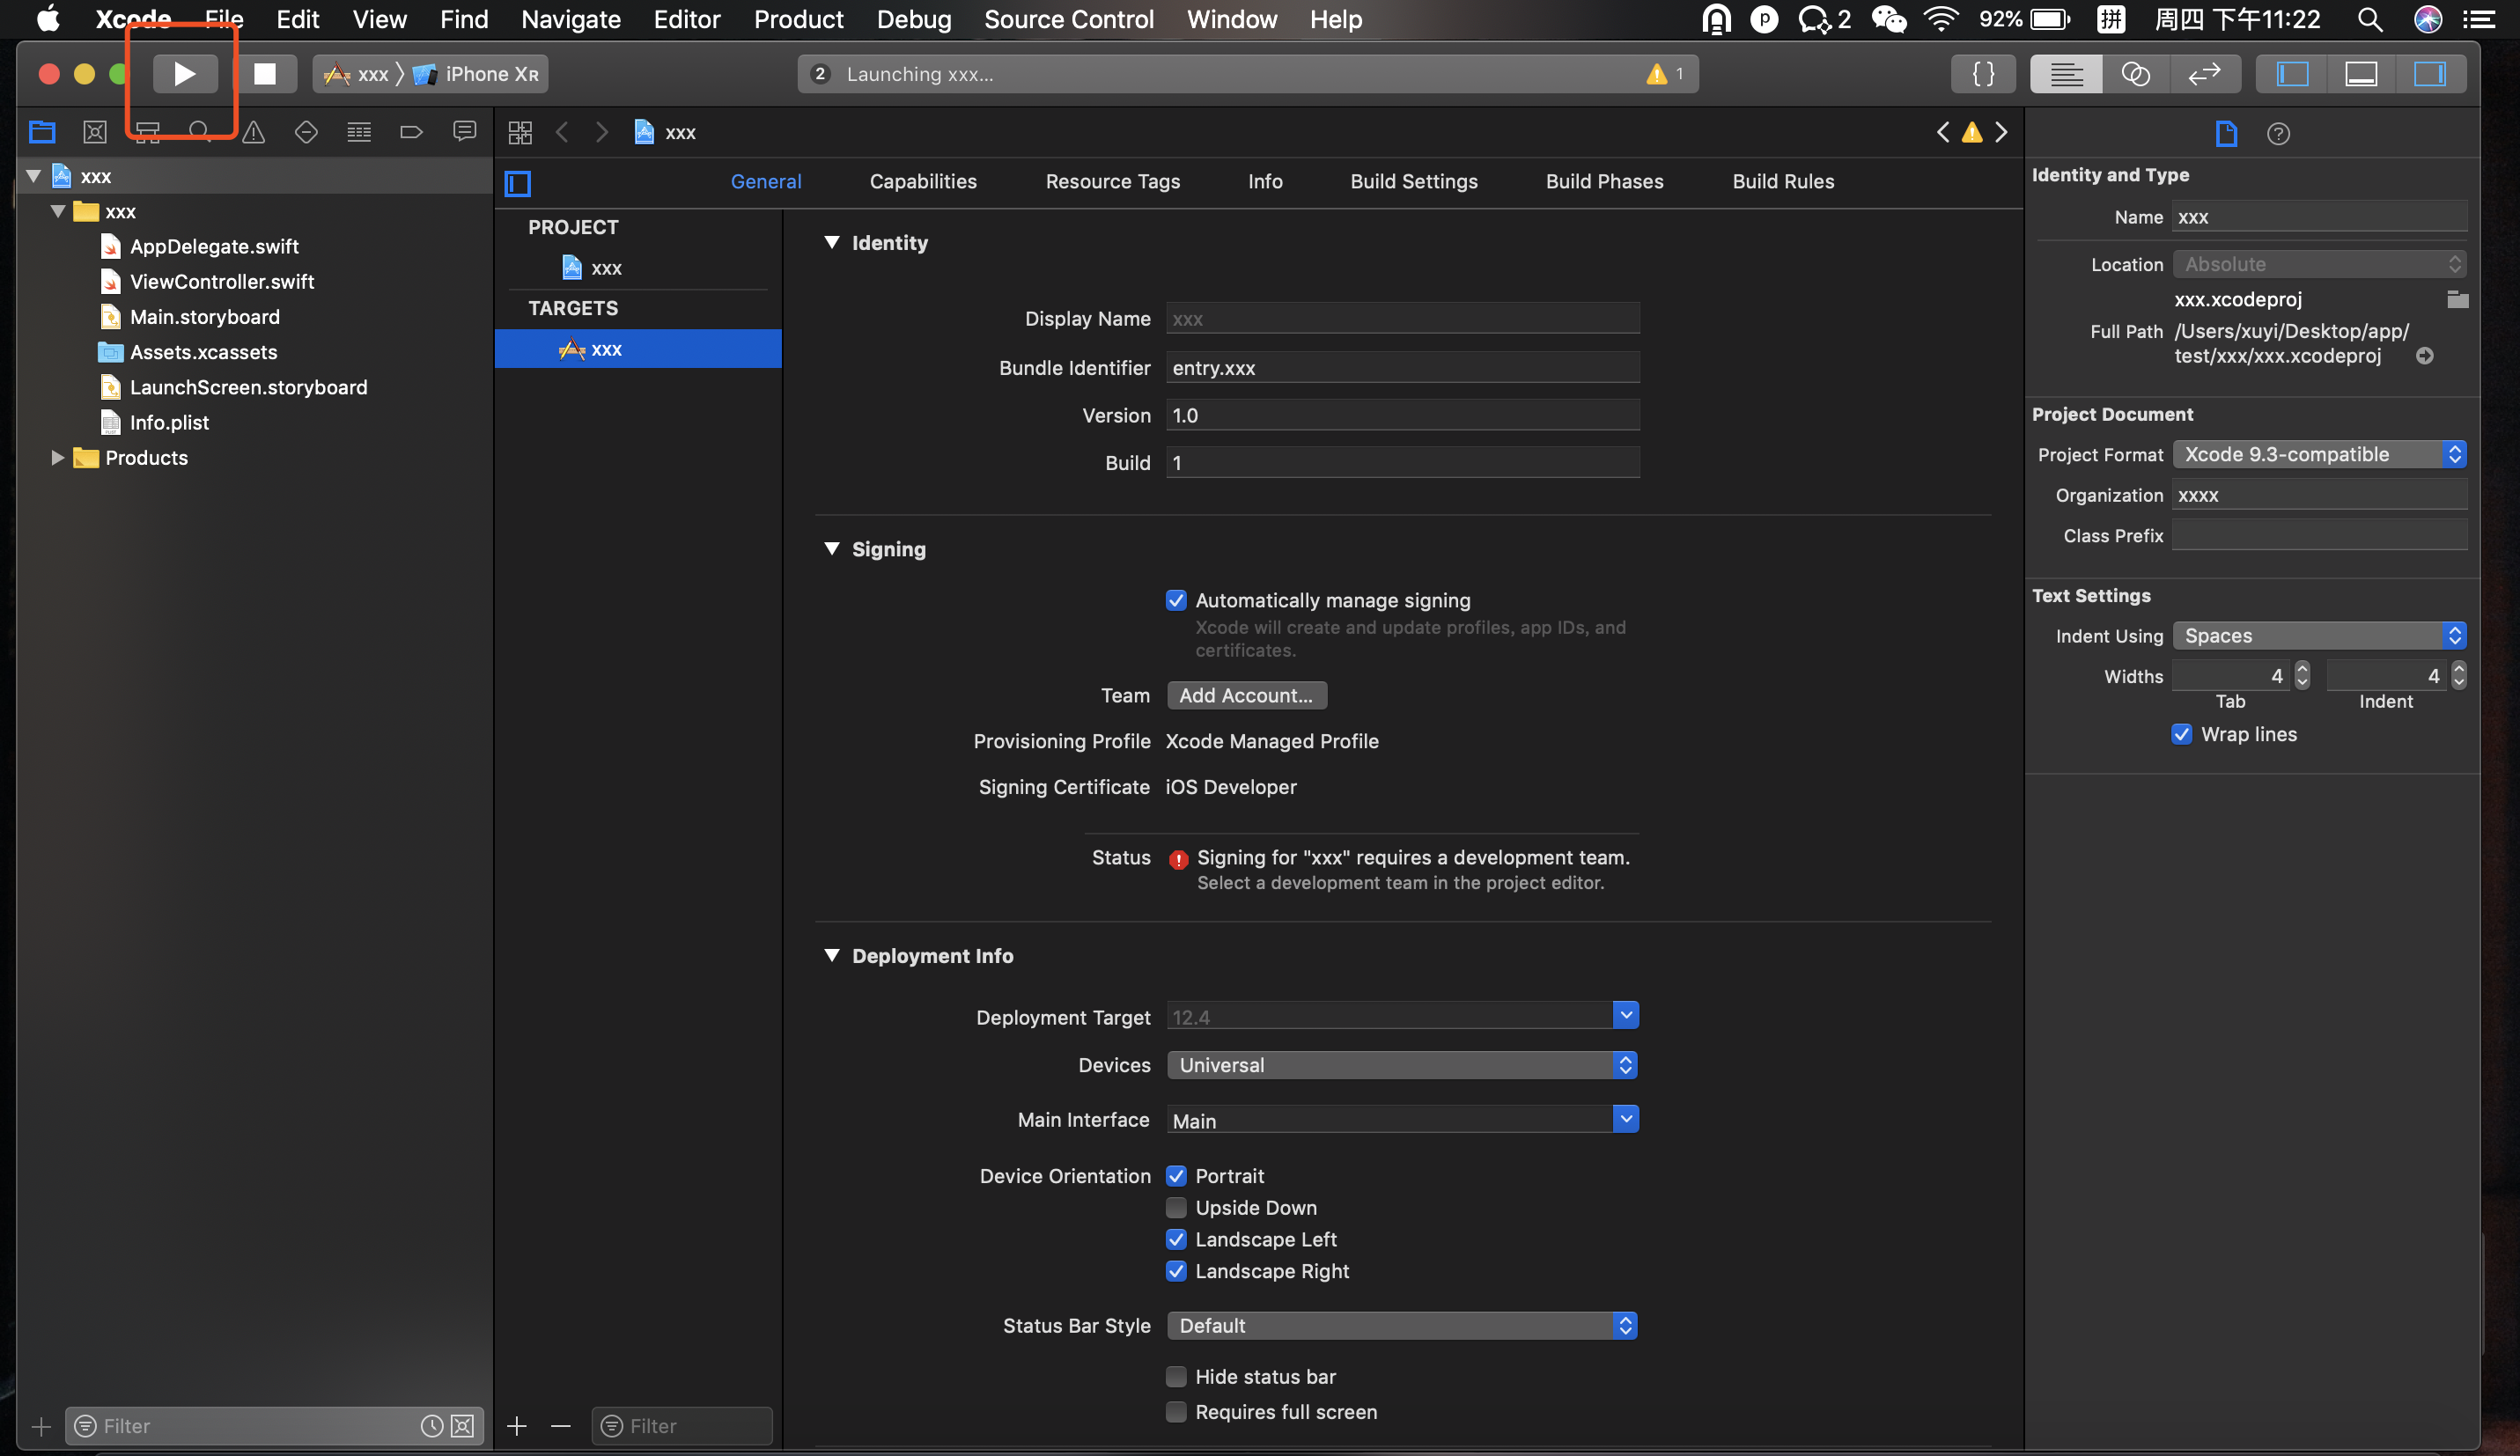 Xcode File Edit View Find Navigate Editor Product Debug Source Control Window Help 2 92% 拼 周四 下午11:22
xxx iPhone XR
2 Launching xxx... 1
{ }
xxx
xxx
xxx
AppDelegate.swift
ViewController.swift
Main.storyboard
Assets.xcassets
LaunchScreen.storyboard
Info.plist
Products
Filter
General Capabilities Resource Tags Info Build Settings Build Phases Build Rules
PROJECT
xxx
TARGETS
xxx
Filter
Identity
Display Name xxx
Bundle Identifier entry.xxx
Version 1.0
Build 1
Signing
Automatically manage signing
Xcode will create and update profiles, app IDs, and
certificates.
Team Add Account...
Provisioning Profile Xcode Managed Profile
Signing Certificate iOS Developer
Status Signing for "xxx" requires a development team.
Select a development team in the project editor.
Deployment Info
Deployment Target 12.4
Devices Universal
Main Interface Main
Device Orientation Portrait
Upside Down
Landscape Left
Landscape Right
Status Bar Style Default
Hide status bar
Requires full screen
Identity and Type
Name xxx
Location Absolute
xxx.xcodeproj
Full Path /Users/xuyi/Desktop/app/
test/xxx/xxx.xcodeproj
Project Document
Project Format Xcode 9.3-compatible
Organization xxxx
Class Prefix
Text Settings
Indent Using Spaces
Widths 4 4
Tab Indent
Wrap lines